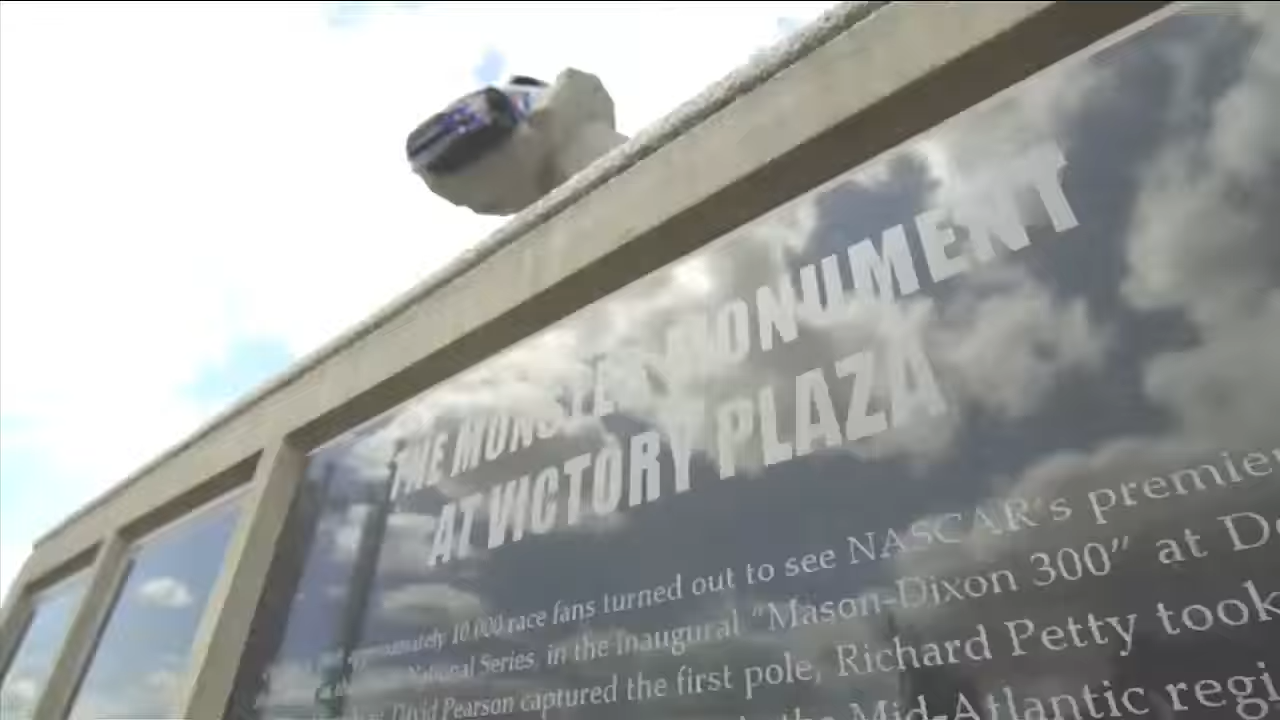 THE MONSTER MONUMENT
AT VICTORY PLAZA
10,000 race fans turned out to see NASCAR's premier
National Series, in the inaugural "Mason-Dixon 300" at
David Pearson captured the first pole, Richard Petty took
the Mid-Atlantic